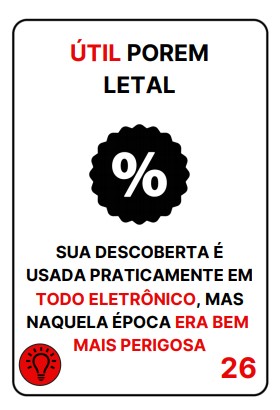 ÚTIL POREM
LETAL
%
SUA DESCOBERTA É
USADA PRATICAMENTE EM
TODO ELETRÔNICO, MAS
NAQUELA ÉPOCA ERA BEM
MAIS PERIGOSA
26